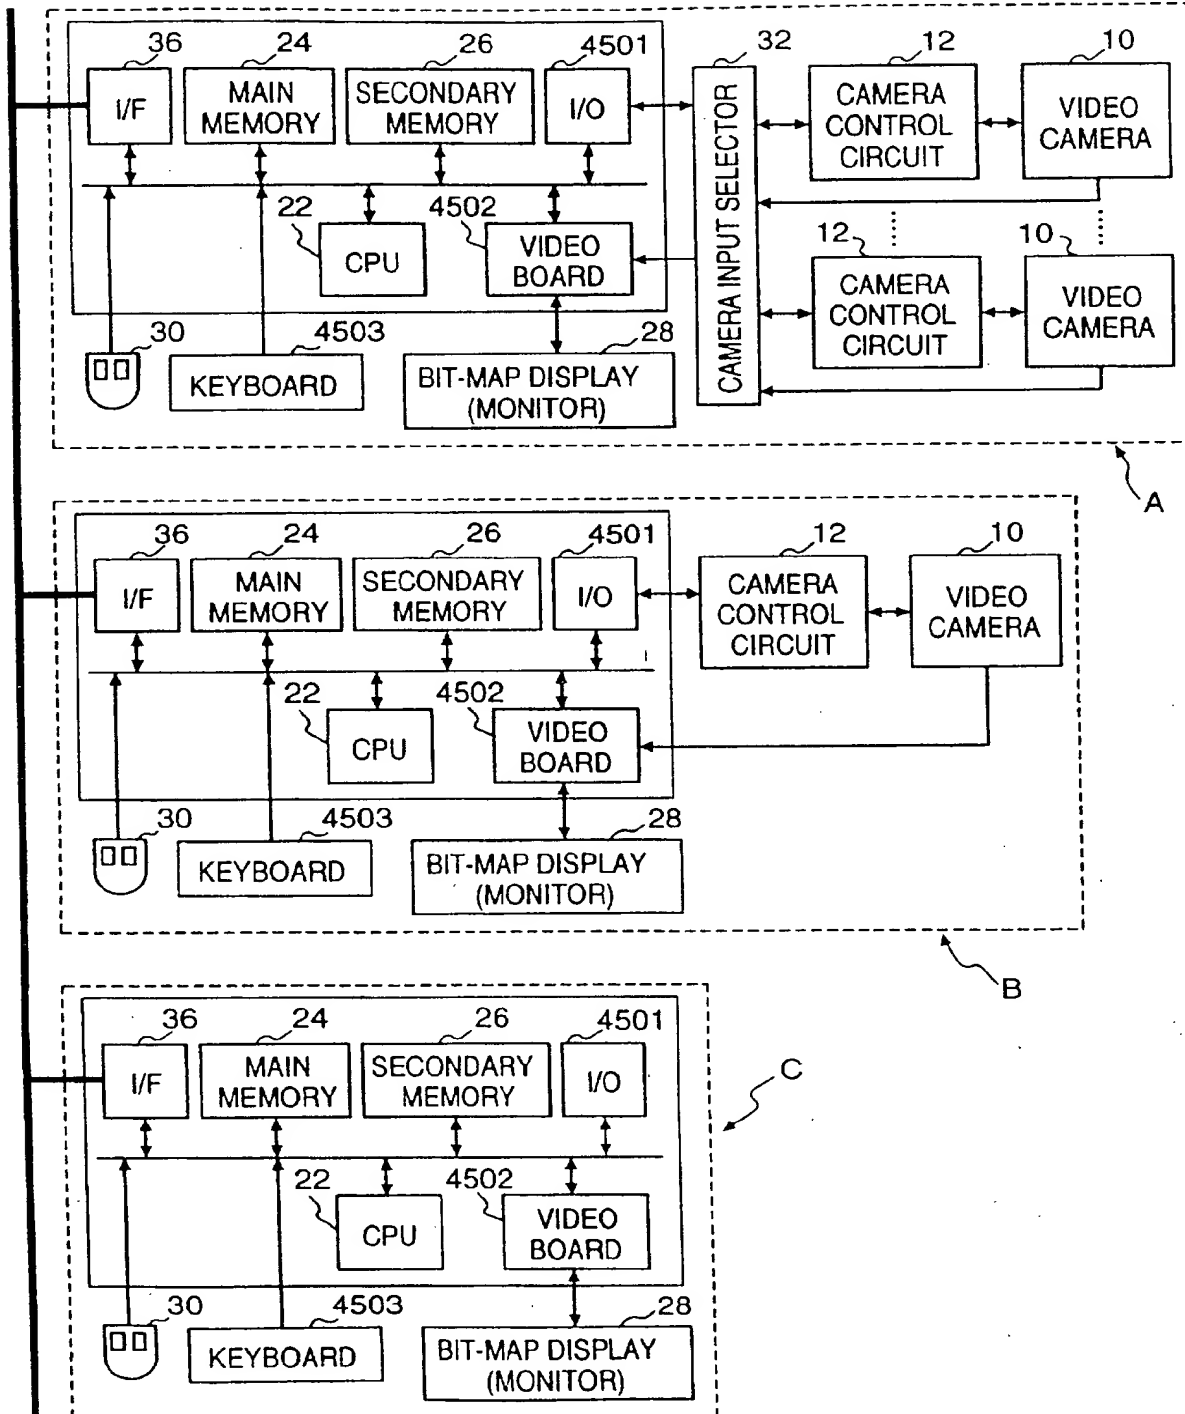 36 24 26 4501 32 12 10
I/F
MAIN
MEMORY
SECONDARY
MEMORY
I/O
CAMERA INPUT SELECTOR
CAMERA
CONTROL
CIRCUIT
VIDEO
CAMERA
22
CPU
4502
VIDEO
BOARD
12
CAMERA
CONTROL
CIRCUIT
10
VIDEO
CAMERA
30
4503
KEYBOARD
28
BIT-MAP DISPLAY
(MONITOR)
A
36 24 26 4501 12 10
I/F
MAIN
MEMORY
SECONDARY
MEMORY
I/O
CAMERA
CONTROL
CIRCUIT
VIDEO
CAMERA
22
CPU
4502
VIDEO
BOARD
30
4503
KEYBOARD
28
BIT-MAP DISPLAY
(MONITOR)
B
36 24 26 4501
I/F
MAIN
MEMORY
SECONDARY
MEMORY
I/O
C
22
CPU
4502
VIDEO
BOARD
30
4503
KEYBOARD
28
BIT-MAP DISPLAY
(MONITOR)